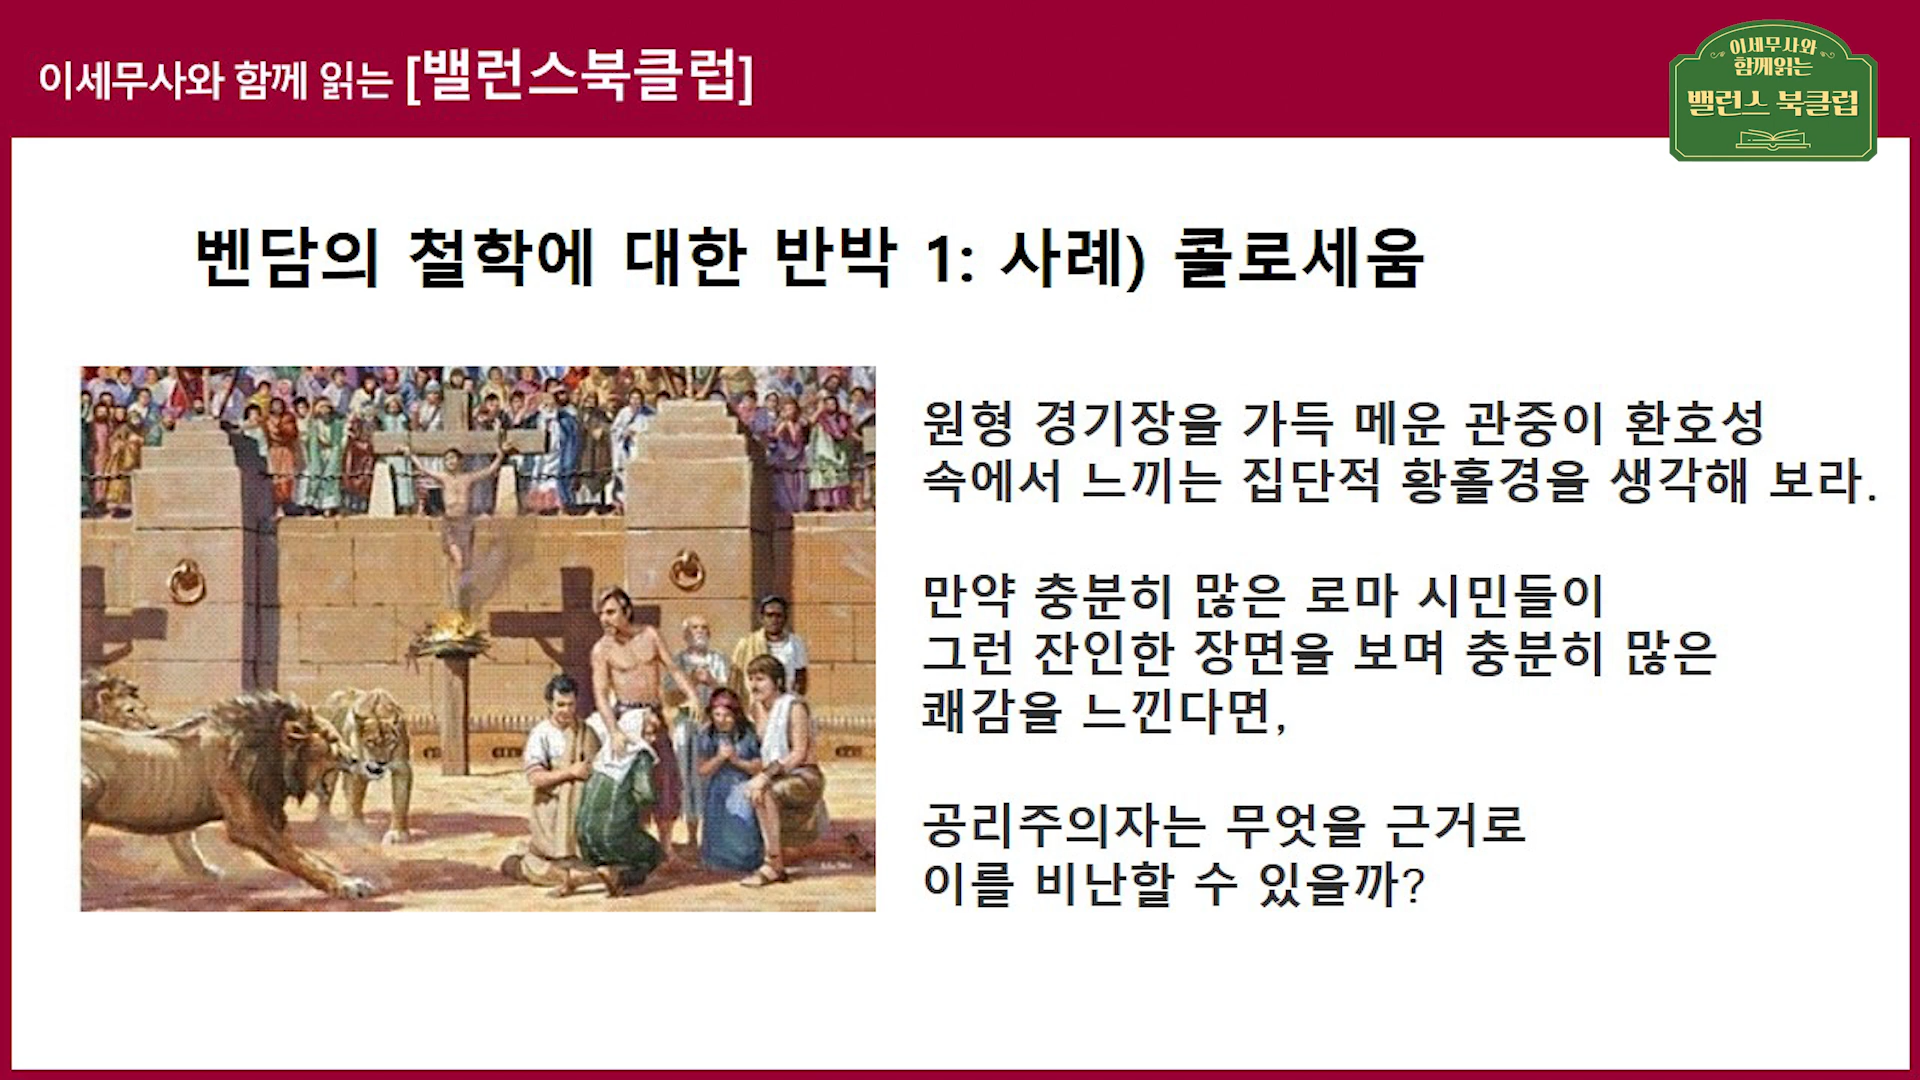 이세무사와 함께 읽는 [밸런스북클럽]
이세무사와
함께읽는
밸런스 북클럽
벤담의 철학에 대한 반박 1: 사례) 콜로세움
원형 경기장을 가득 메운 관중이 환호성
속에서 느끼는 집단적 황홀경을 생각해 보라.
만약 충분히 많은 로마 시민들이
그런 잔인한 장면을 보며 충분히 많은
쾌감을 느낀다면,
공리주의자는 무엇을 근거로
이를 비난할 수 있을까?